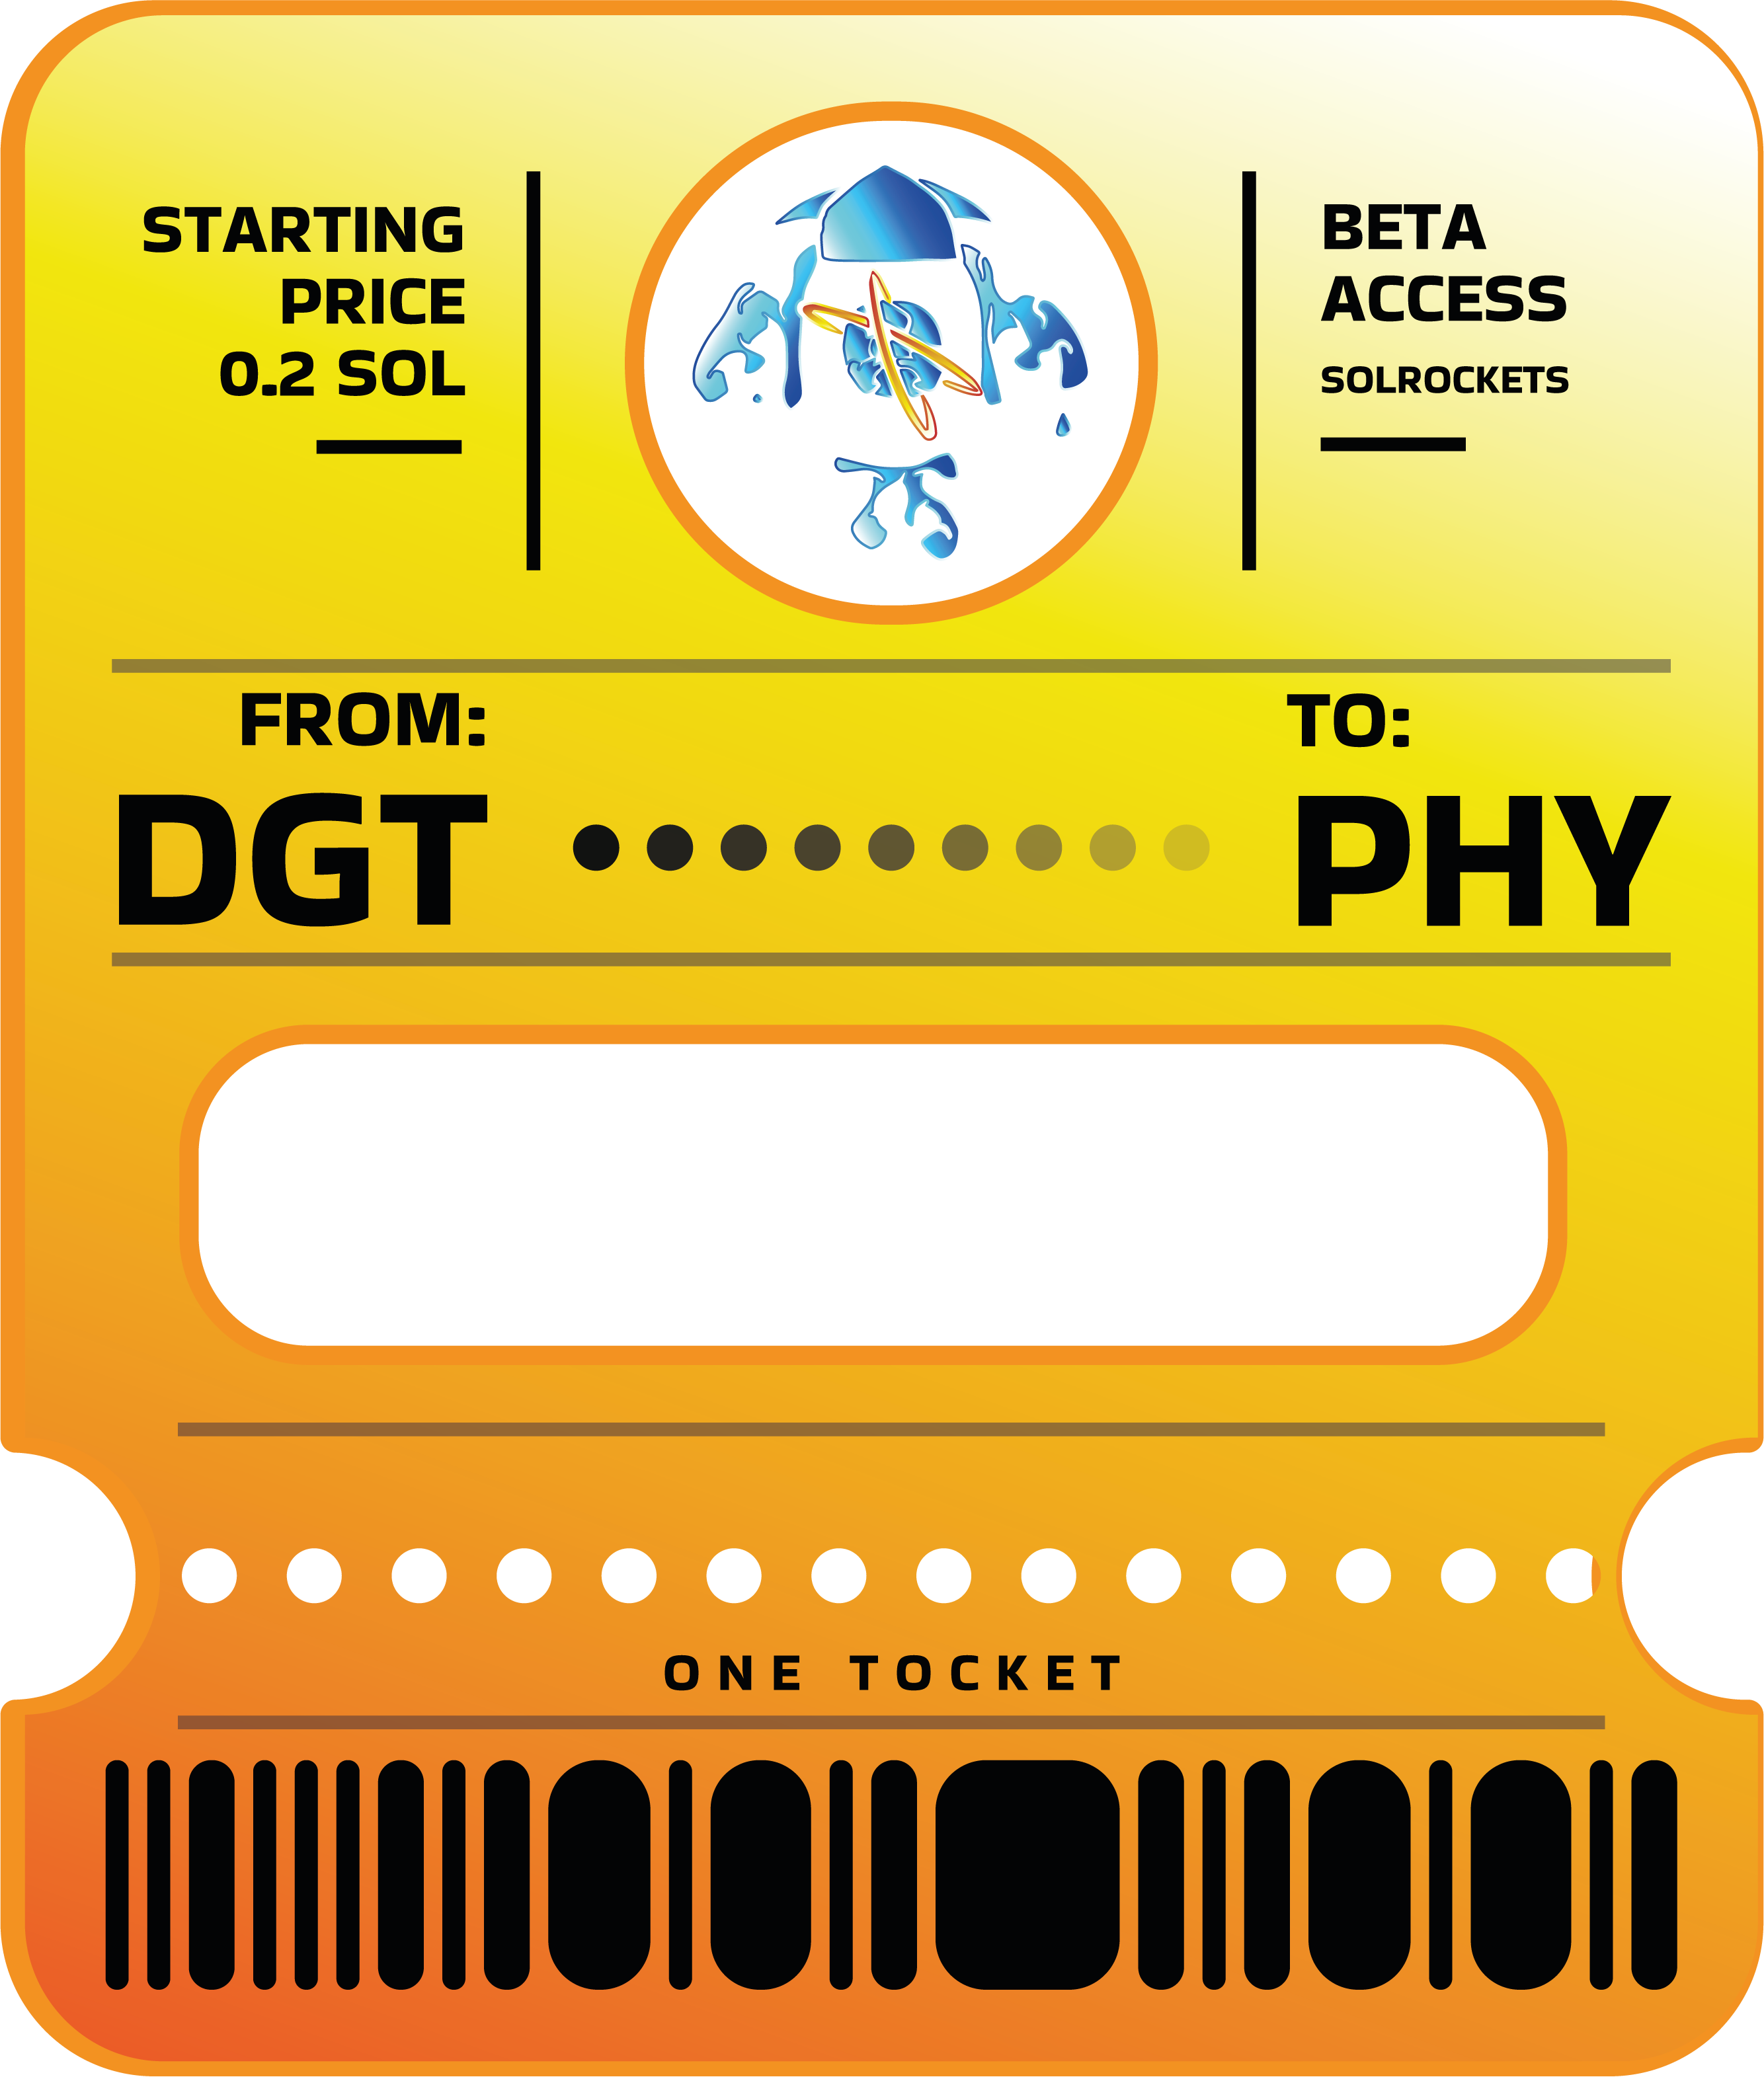 STARTING
PRICE
0.2 SOL
BETA
ACCESS
SOLROCKETS
FROM:
TO:
DGT
PHY
ONE TOCKET